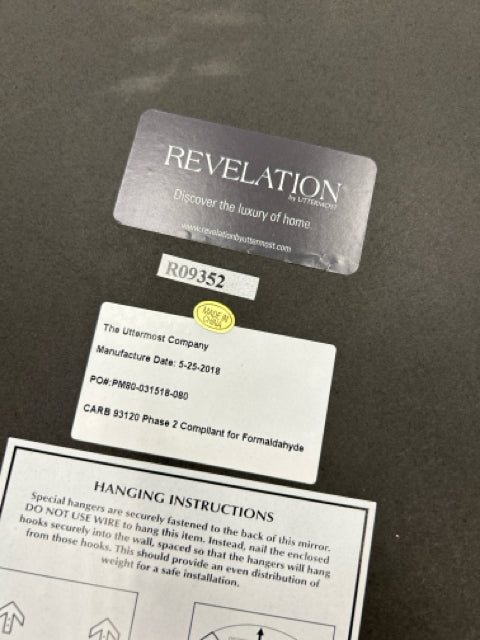 REVELATION
by UTTERMOST
Discover the luxury of home
www.revelationbyuttermost.com
R09352
MADE IN
CHINA
The Uttermost Company
Manufacture Date: 5-25-2018
PO#:PM80-031518-080
CARB 93120 Phase 2 Compliant for Formaldahyde
HANGING INSTRUCTIONS
Special hangers are securely fastened to the back of this mirror.
DO NOT USE WIRE to hang this item. Instead, nail the enclosed
hooks securely into the wall, spaced so that the hangers will hang
from those hooks. This should provide an even distribution of
weight for a safe installation.